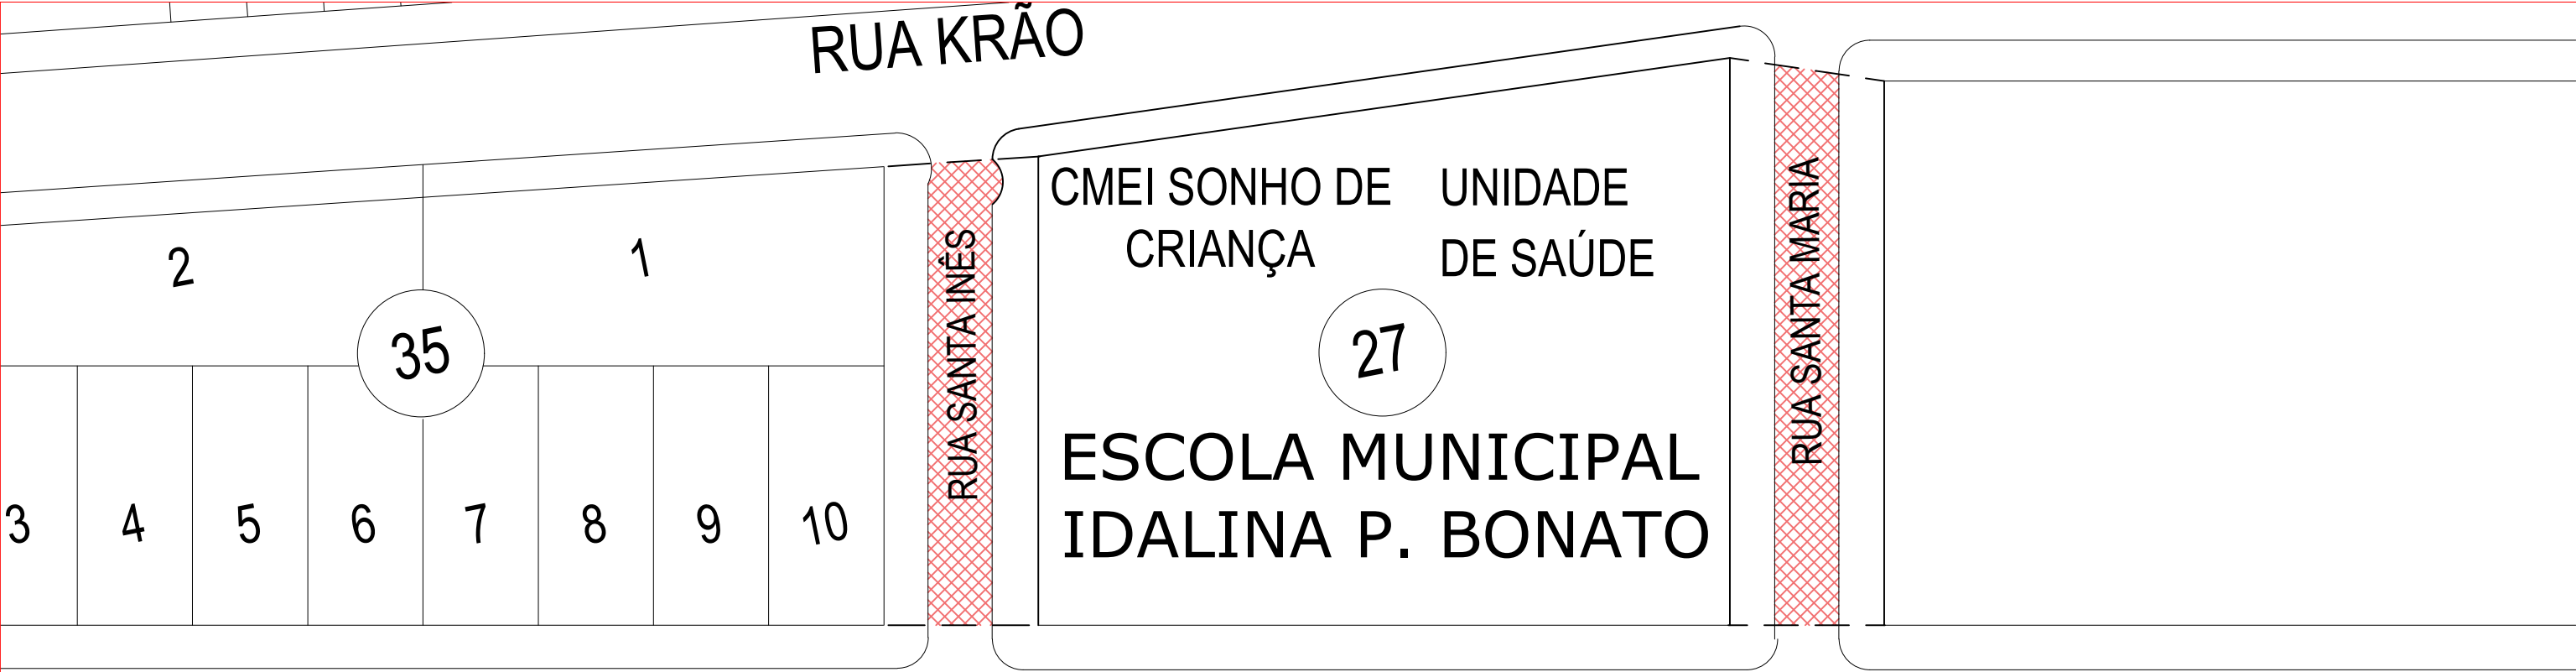 RUA KRÃO
CMEI SONHO DE
CRIANÇA
UNIDADE
DE SAÚDE
2
1
35
RUA SANTA INÊS
27
RUA SANTA MARIA
ESCOLA MUNICIPAL
IDALINA P. BONATO
3
4
5
6
7
8
9
10